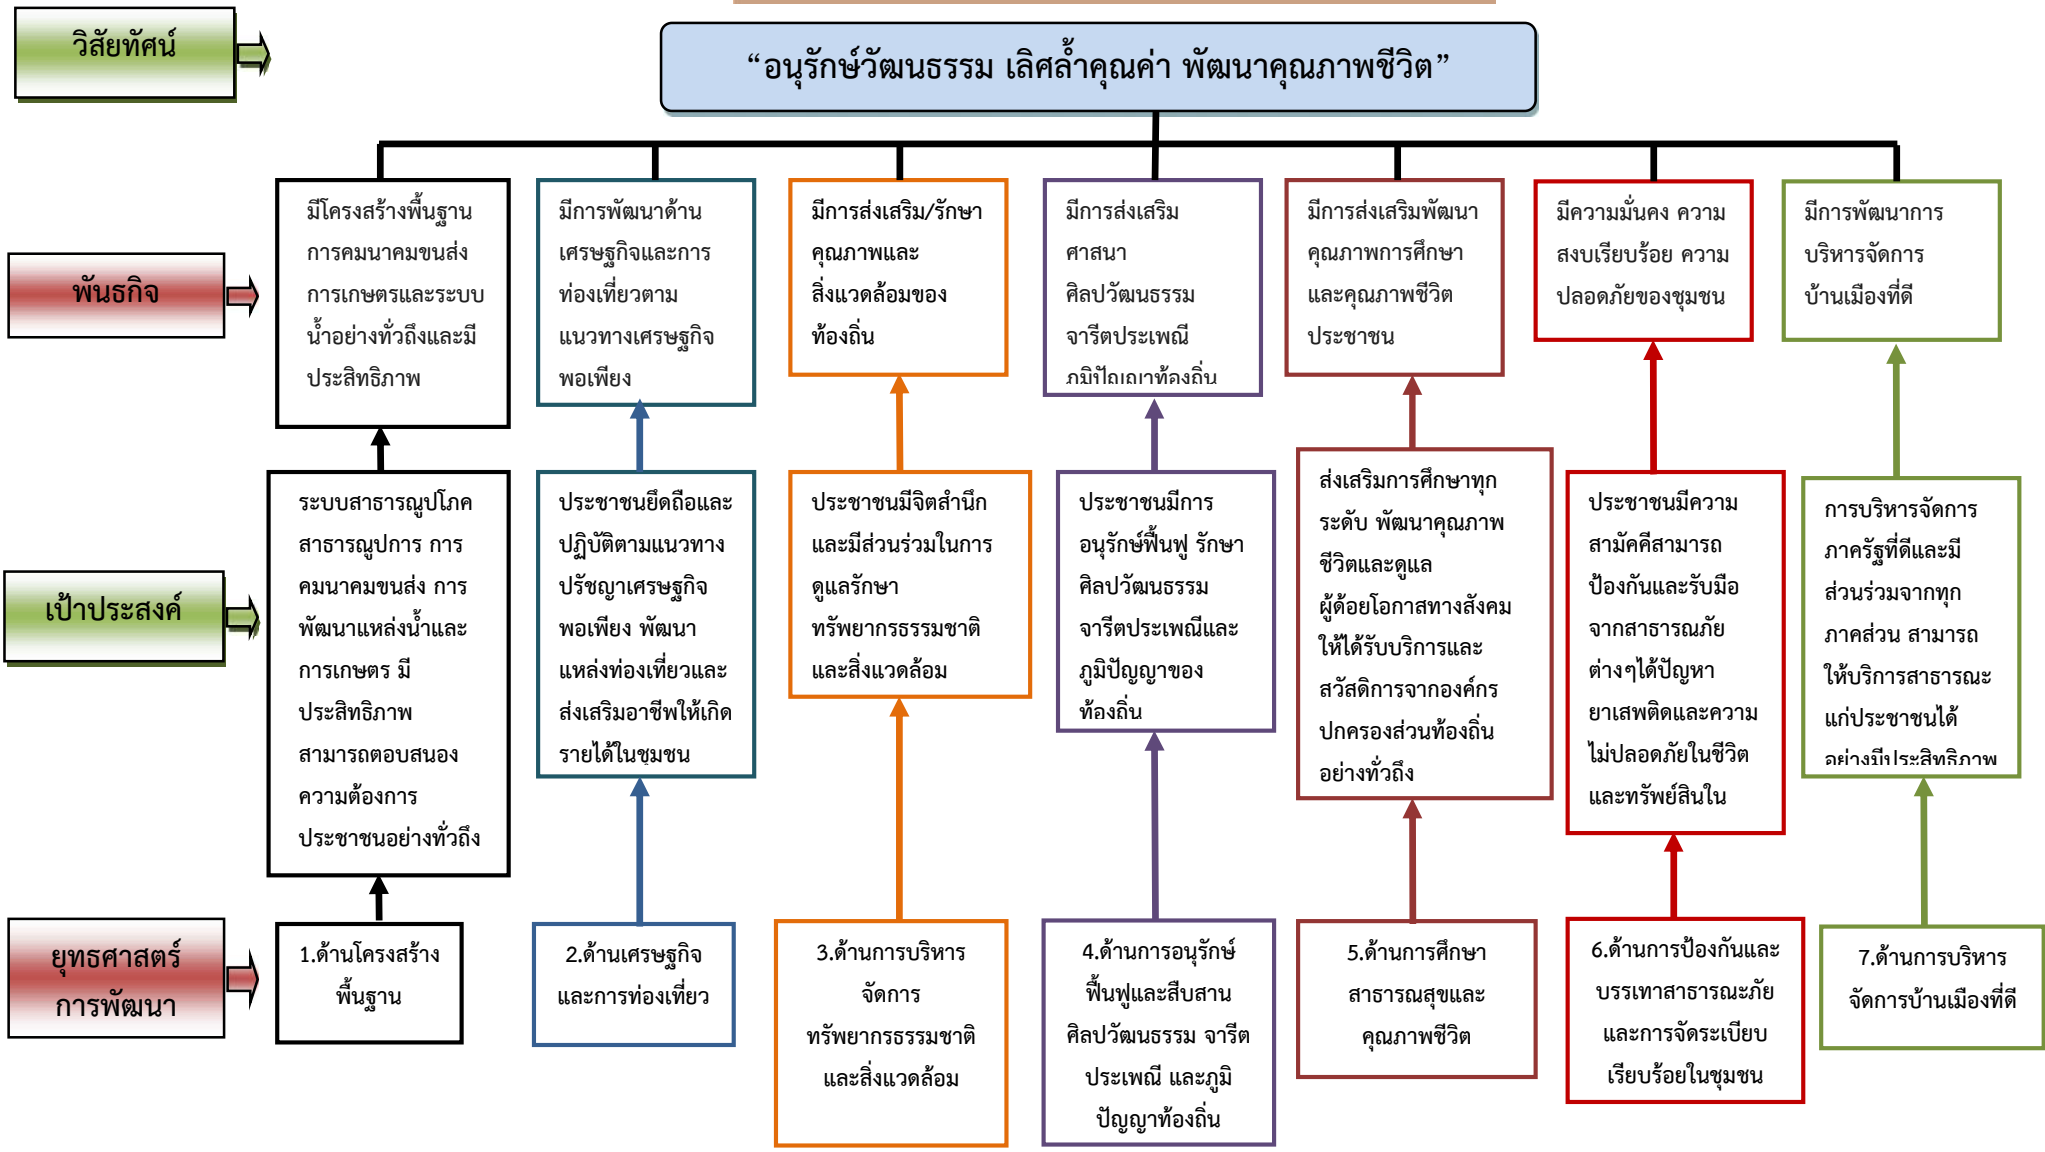 วิสัยทัศน์
“อนุรักษ์วัฒนธรรม เลิศล้ำคุณค่า พัฒนาคุณภาพชีวิต”
พันธกิจ
มีโครงสร้างพื้นฐาน
การคมนาคมขนส่ง
การเกษตรและระบบ
น้ำอย่างทั่วถึงและมี
ประสิทธิภาพ
มีการพัฒนาด้าน
เศรษฐกิจและการ
ท่องเที่ยวตาม
แนวทางเศรษฐกิจ
พอเพียง
มีการส่งเสริม/รักษา
คุณภาพและ
สิ่งแวดล้อมของ
ท้องถิ่น
มีการส่งเสริม
ศาสนา
ศิลปวัฒนธรรม
จารีตประเพณี
ภูมิปัญญาท้องถิ่น
มีการส่งเสริมพัฒนา
คุณภาพการศึกษา
และคุณภาพชีวิต
ประชาชน
มีความมั่นคง ความ
สงบเรียบร้อย ความ
ปลอดภัยของชุมชน
มีการพัฒนาการ
บริหารจัดการ
บ้านเมืองที่ดี
เป้าประสงค์
ระบบสาธารณูปโภค
สาธารณูปการ การ
คมนาคมขนส่ง การ
พัฒนาแหล่งน้ำและ
การเกษตร มี
ประสิทธิภาพ
สามารถตอบสนอง
ความต้องการ
ประชาชนอย่างทั่วถึง
ประชาชนยึดถือและ
ปฏิบัติตามแนวทาง
ปรัชญาเศรษฐกิจ
พอเพียง พัฒนา
แหล่งท่องเที่ยวและ
ส่งเสริมอาชีพให้เกิด
รายได้ในชุมชน
ประชาชนมีจิตสำนึก
และมีส่วนร่วมในการ
ดูแลรักษา
ทรัพยากรธรรมชาติ
และสิ่งแวดล้อม
ประชาชนมีการ
อนุรักษ์ฟื้นฟู รักษา
ศิลปวัฒนธรรม
จารีตประเพณีและ
ภูมิปัญญาของ
ท้องถิ่น
ส่งเสริมการศึกษาทุก
ระดับ พัฒนาคุณภาพ
ชีวิตและดูแล
ผู้ด้อยโอกาสทางสังคม
ให้ได้รับบริการและ
สวัสดิการจากองค์กร
ปกครองส่วนท้องถิ่น
อย่างทั่วถึง
ประชาชนมีความ
สามัคคีสามารถ
ป้องกันและรับมือ
จากสาธารณภัย
ต่างๆได้ปัญหา
ยาเสพติดและความ
ไม่ปลอดภัยในชีวิต
และทรัพย์สินใน
การบริหารจัดการ
ภาครัฐที่ดีและมี
ส่วนร่วมจากทุก
ภาคส่วน สามารถ
ให้บริการสาธารณะ
แก่ประชาชนได้
อย่างมีประสิทธิภาพ
ยุทธศาสตร์
การพัฒนา
1.ด้านโครงสร้าง
พื้นฐาน
2.ด้านเศรษฐกิจ
และการท่องเที่ยว
3.ด้านการบริหาร
จัดการ
ทรัพยากรธรรมชาติ
และสิ่งแวดล้อม
4.ด้านการอนุรักษ์
ฟื้นฟูและสืบสาน
ศิลปวัฒนธรรม จารีต
ประเพณี และภูมิ
ปัญญาท้องถิ่น
5.ด้านการศึกษา
สาธารณสุขและ
คุณภาพชีวิต
6.ด้านการป้องกันและ
บรรเทาสาธารณะภัย
และการจัดระเบียบ
เรียบร้อยในชุมชน
7.ด้านการบริหาร
จัดการบ้านเมืองที่ดี